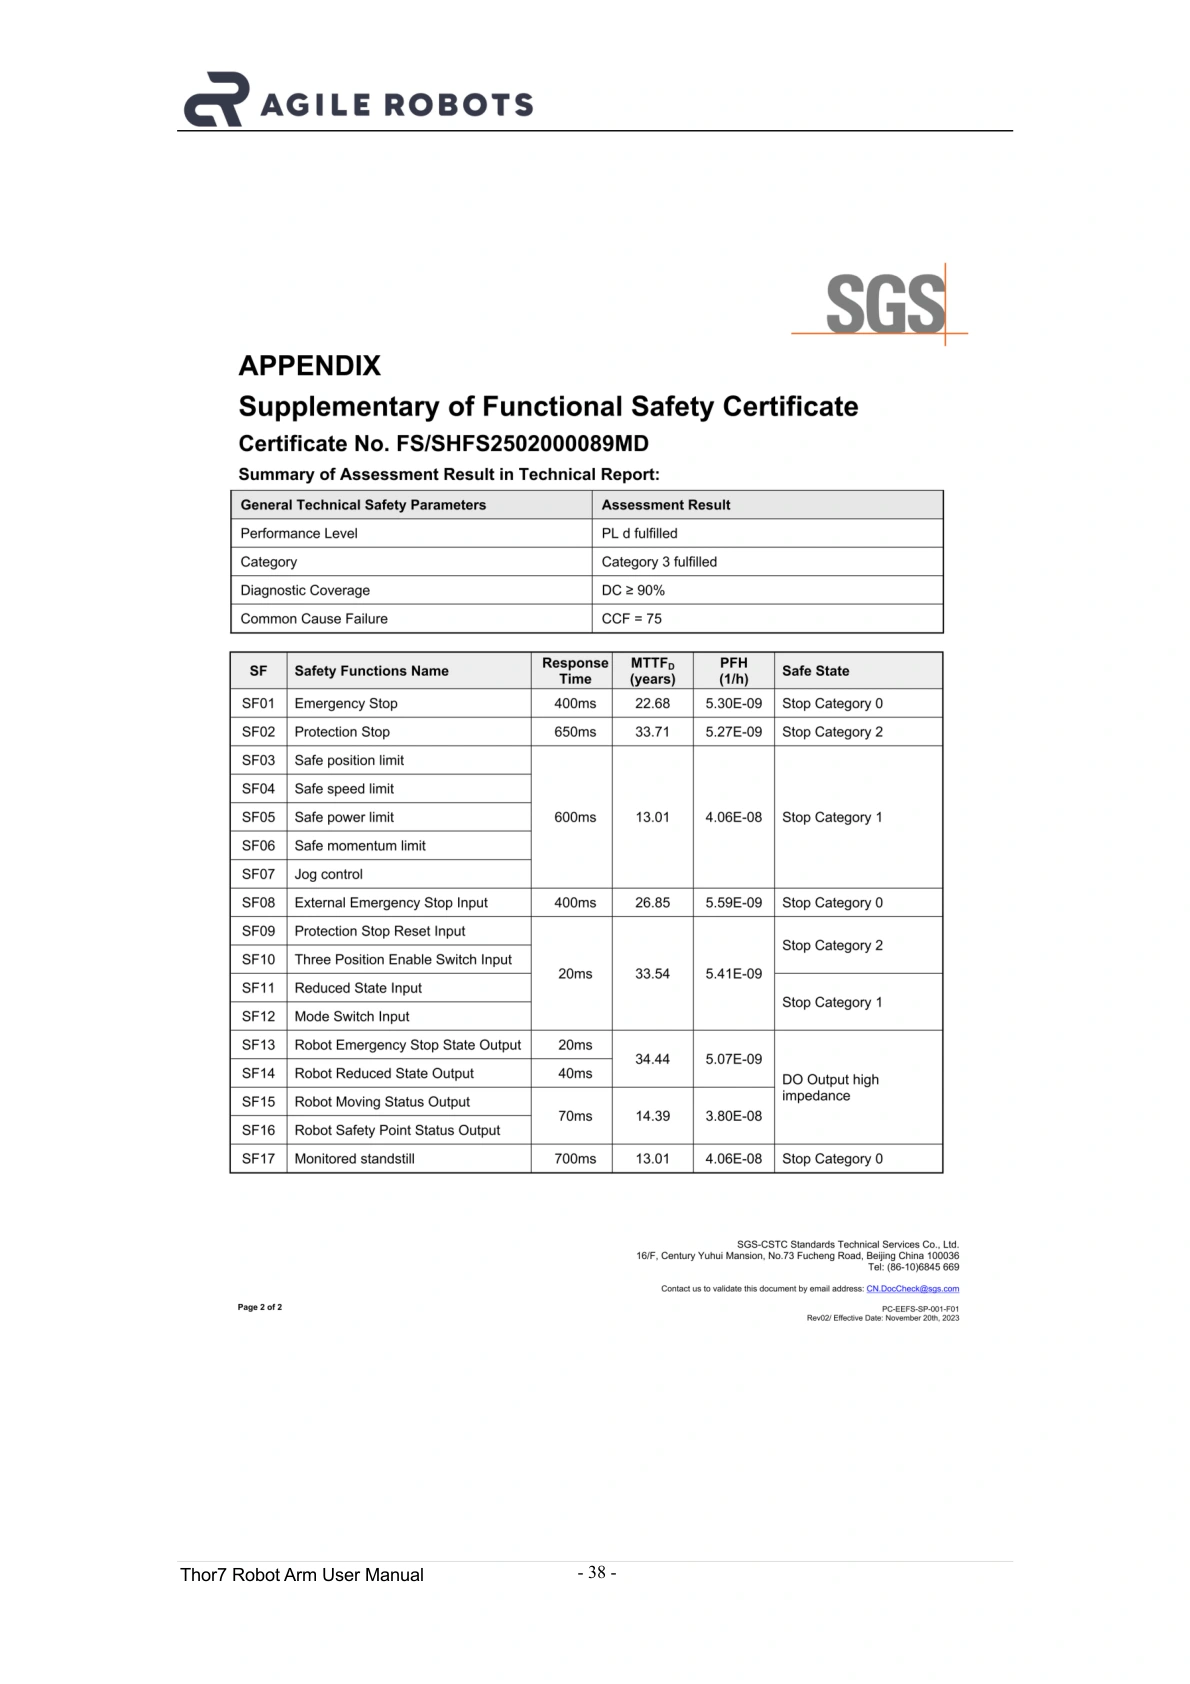 AGILE ROBOTS
SGS
APPENDIX
Supplementary of Functional Safety Certificate
Certificate No. FS/SHFS2502000089MD
Summary of Assessment Result in Technical Report:
General Technical Safety Parameters Assessment Result
Performance Level PL d fulfilled
Category Category 3 fulfilled
Diagnostic Coverage DC ≥ 90%
Common Cause Failure CCF = 75
SF Safety Functions Name Response Time MTTFD (years) PFH (1/h) Safe State
SF01 Emergency Stop 400ms 22.68 5.30E-09 Stop Category 0
SF02 Protection Stop 650ms 33.71 5.27E-09 Stop Category 2
SF03 Safe position limit
SF04 Safe speed limit
SF05 Safe power limit 600ms 13.01 4.06E-08 Stop Category 1
SF06 Safe momentum limit
SF07 Jog control
SF08 External Emergency Stop Input 400ms 26.85 5.59E-09 Stop Category 0
SF09 Protection Stop Reset Input
Stop Category 2
SF10 Three Position Enable Switch Input
20ms 33.54 5.41E-09
SF11 Reduced State Input
Stop Category 1
SF12 Mode Switch Input
SF13 Robot Emergency Stop State Output 20ms
34.44 5.07E-09
SF14 Robot Reduced State Output 40ms
DO Output high
impedance
SF15 Robot Moving Status Output
70ms 14.39 3.80E-08
SF16 Robot Safety Point Status Output
SF17 Monitored standstill 700ms 13.01 4.06E-08 Stop Category 0
SGS-CSTC Standards Technical Services Co., Ltd.
16/F, Century Yuhui Mansion, No.73 Fucheng Road, Beijing China 100036
Tel: (86-10)6845 669
Contact us to validate this document by email address: CN.DocCheck@sgs.com
Page 2 of 2
PC-EEFS-SP-001-F01
Rev02/ Effective Date: November 20th, 2023
Thor7 Robot Arm User Manual - 38 -